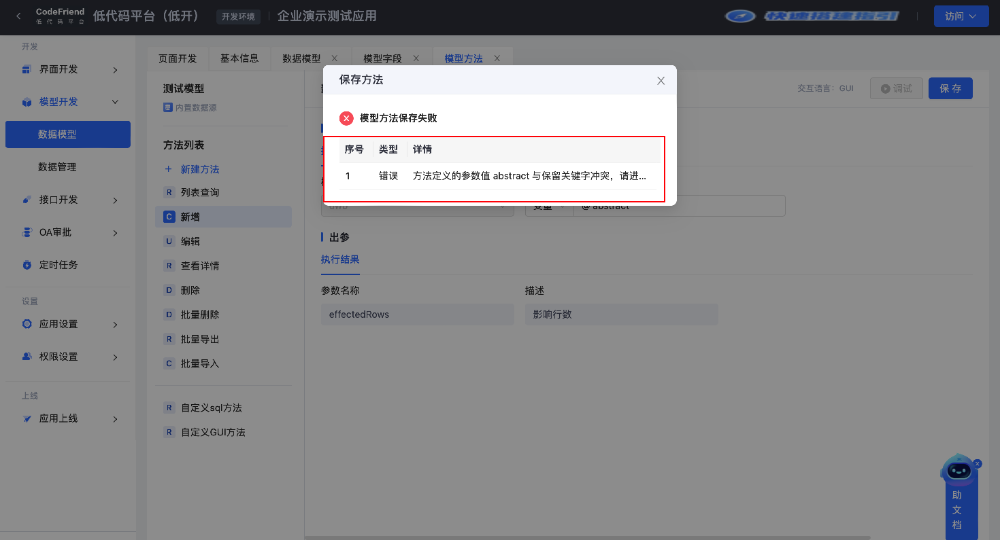 CodeFriend
低 代 码 平 台
低代码平台（低开）
开发环境
企业演示测试应用
快速搭建指引
访问
开发
界面开发
模型开发
数据模型
数据管理
接口开发
OA审批
定时任务
设置
应用设置
权限设置
上线
应用上线
页面开发
基本信息
数据模型
模型字段
模型方法
测试模型
内置数据源
方法列表
+ 新建方法
R 列表查询
C 新增
U 编辑
R 查看详情
D 删除
D 批量删除
R 批量导出
C 批量导入
R 自定义sql方法
R 自定义GUI方法
交互语言：GUI
调试
保 存
保存方法
模型方法保存失败
序号 类型 详情
1 错误 方法定义的参数值 abstract 与保留关键字冲突，请进...
变量
@ abstract
出参
执行结果
参数名称 描述
effectedRows 影响行数
助
文
档